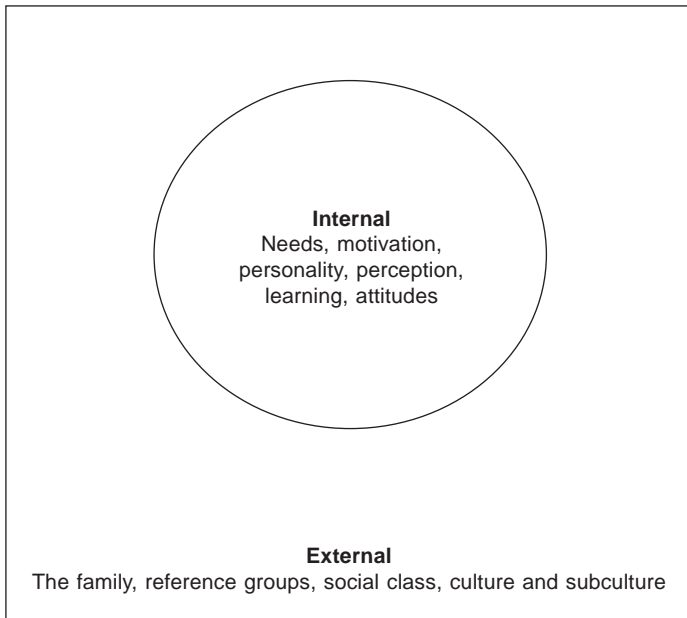 Internal
Needs, motivation,
personality, perception,
learning, attitudes
External
The family, reference groups, social class, culture and subculture